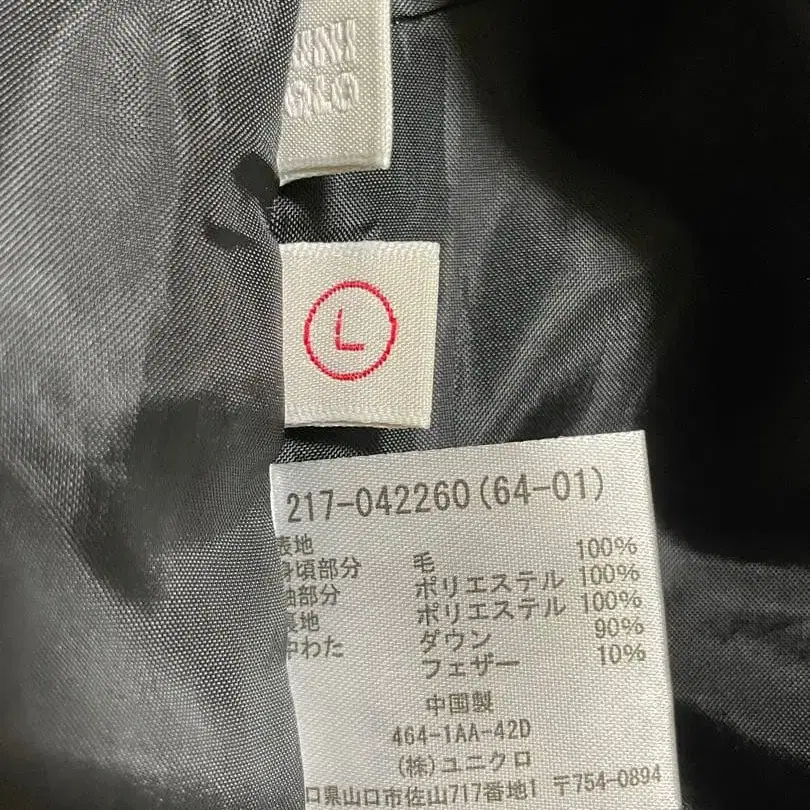 L
217-042260(64-01)
表地
身頃部分 毛 100%
袖部分 ポリエステル 100%
裏地 ポリエステル 100%
中わた ダウン 90%
フェザー 10%
中国製
464-1AA-42D
(株)ユニクロ
口県山口市佐山717番地1 〒754-0894